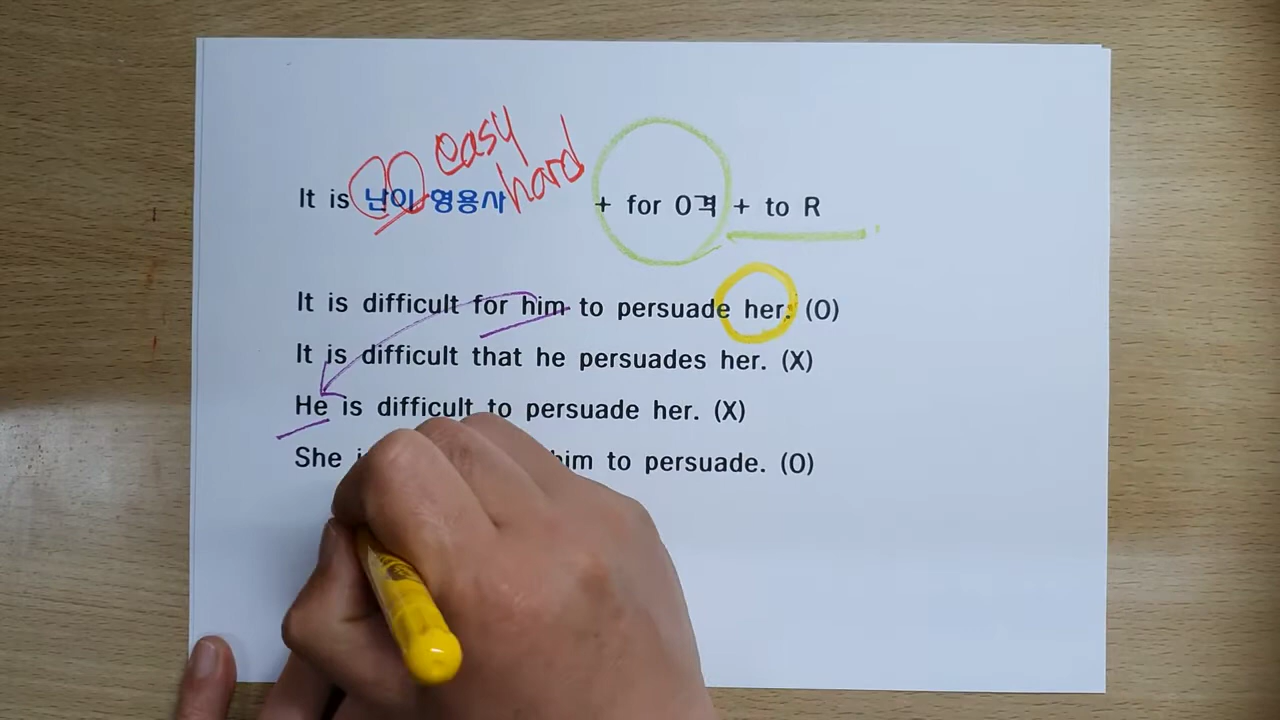 easy
hard
It is 난이 영용사 + for O격 + to R
It is difficult for him to persuade her. (O)
It is difficult that he persuades her. (X)
He is difficult to persuade her. (X)
She him to persuade. (O)